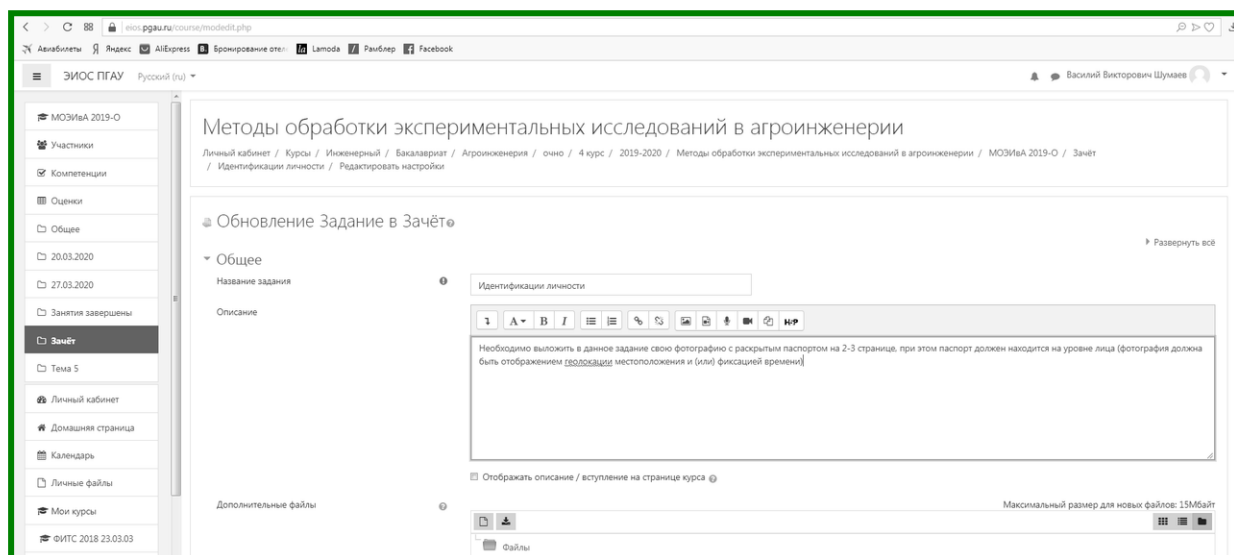 eios.pgau.ru/course/modedit.php
Авиабилеты Яндекс AliExpress Бронирование отел Lamoda Рамблер Facebook
ЭИОС ПГАУ Русский (ru) Василий Викторович Шумаев
МОЭИвА 2019-О
Участники
Компетенции
Оценки
Общее
20.03.2020
27.03.2020
Занятия завершены
Зачёт
Тема 5
Личный кабинет
Домашняя страница
Календарь
Личные файлы
Мои курсы
ФИТС 2018 23.03.03
Методы обработки экспериментальных исследований в агроинженерии
Личный кабинет / Курсы / Инженерный / Бакалавриат / Агроинженерия / очно / 4 курс / 2019-2020 / Методы обработки экспериментальных исследований в агроинженерии / МОЭИвА 2019-О / Зачёт
/ Идентификации личности / Редактировать настройки
Обновление Задание в Зачёт
Развернуть всё
Общее
Название задания
Идентификации личности
Описание
A B I H-P
Необходимо выложить в данное задание свою фотографию с раскрытым паспортом на 2-3 странице, при этом паспорт должен находится на уровне лица (фотография должна
быть отображением геолокации местоположения и (или) фиксацией времени)
Отображать описание / вступление на странице курса
Дополнительные файлы
Максимальный размер для новых файлов: 15Мбайт
Файлы